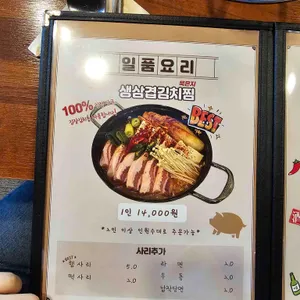 일품요리
묵은지
생삼겹김치찜
100%
BEST
1인 14,000원
*2인 이상 인원수대로 주문가능*
사리추가
햄사리 5.0
떡사리 2.0
라면 2.0
우동 2.0
납작당면 2.0